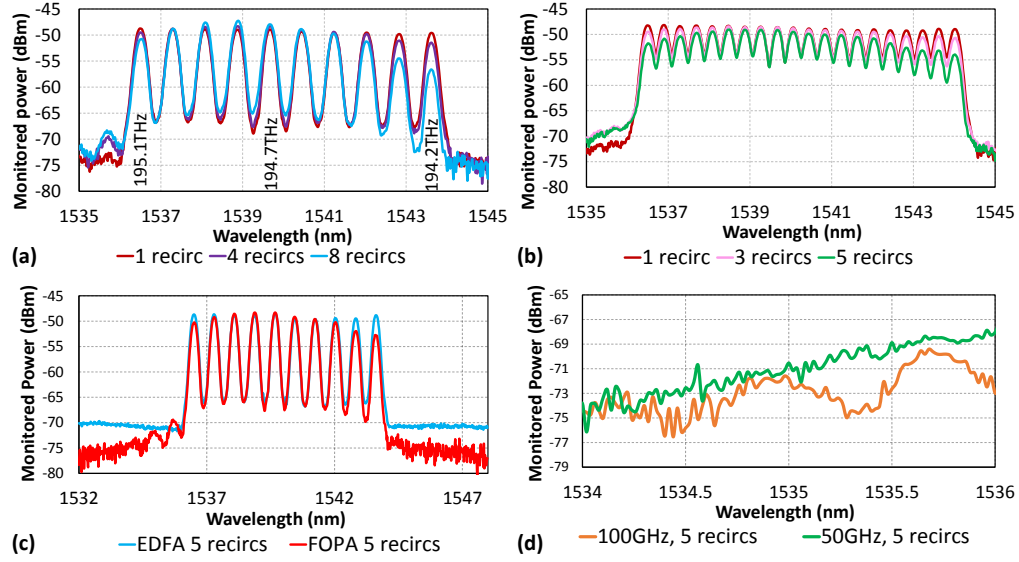 Monitored power (dBm)
-45
-50
-55
-60
-65
-70
-75
-80
195.1THz
194.7THz
194.2THz
1535 1537 1539 1541 1543 1545
Wavelength (nm)
(a)
1 recirc 4 recircs 8 recircs
Monitored power (dBm)
-45
-50
-55
-60
-65
-70
-75
-80
1535 1537 1539 1541 1543 1545
Wavelength (nm)
(b)
1 recirc 3 recircs 5 recircs
Monitored Power (dBm)
-45
-50
-55
-60
-65
-70
-75
-80
1532 1537 1542 1547
Wavelength (nm)
(c)
EDFA 5 recircs FOPA 5 recircs
Monitored Power (dBm)
-65
-67
-69
-71
-73
-75
-77
-79
1534 1534.5 1535 1535.5 1536
Wavelength (nm)
(d)
100GHz, 5 recircs 50GHz, 5 recircs